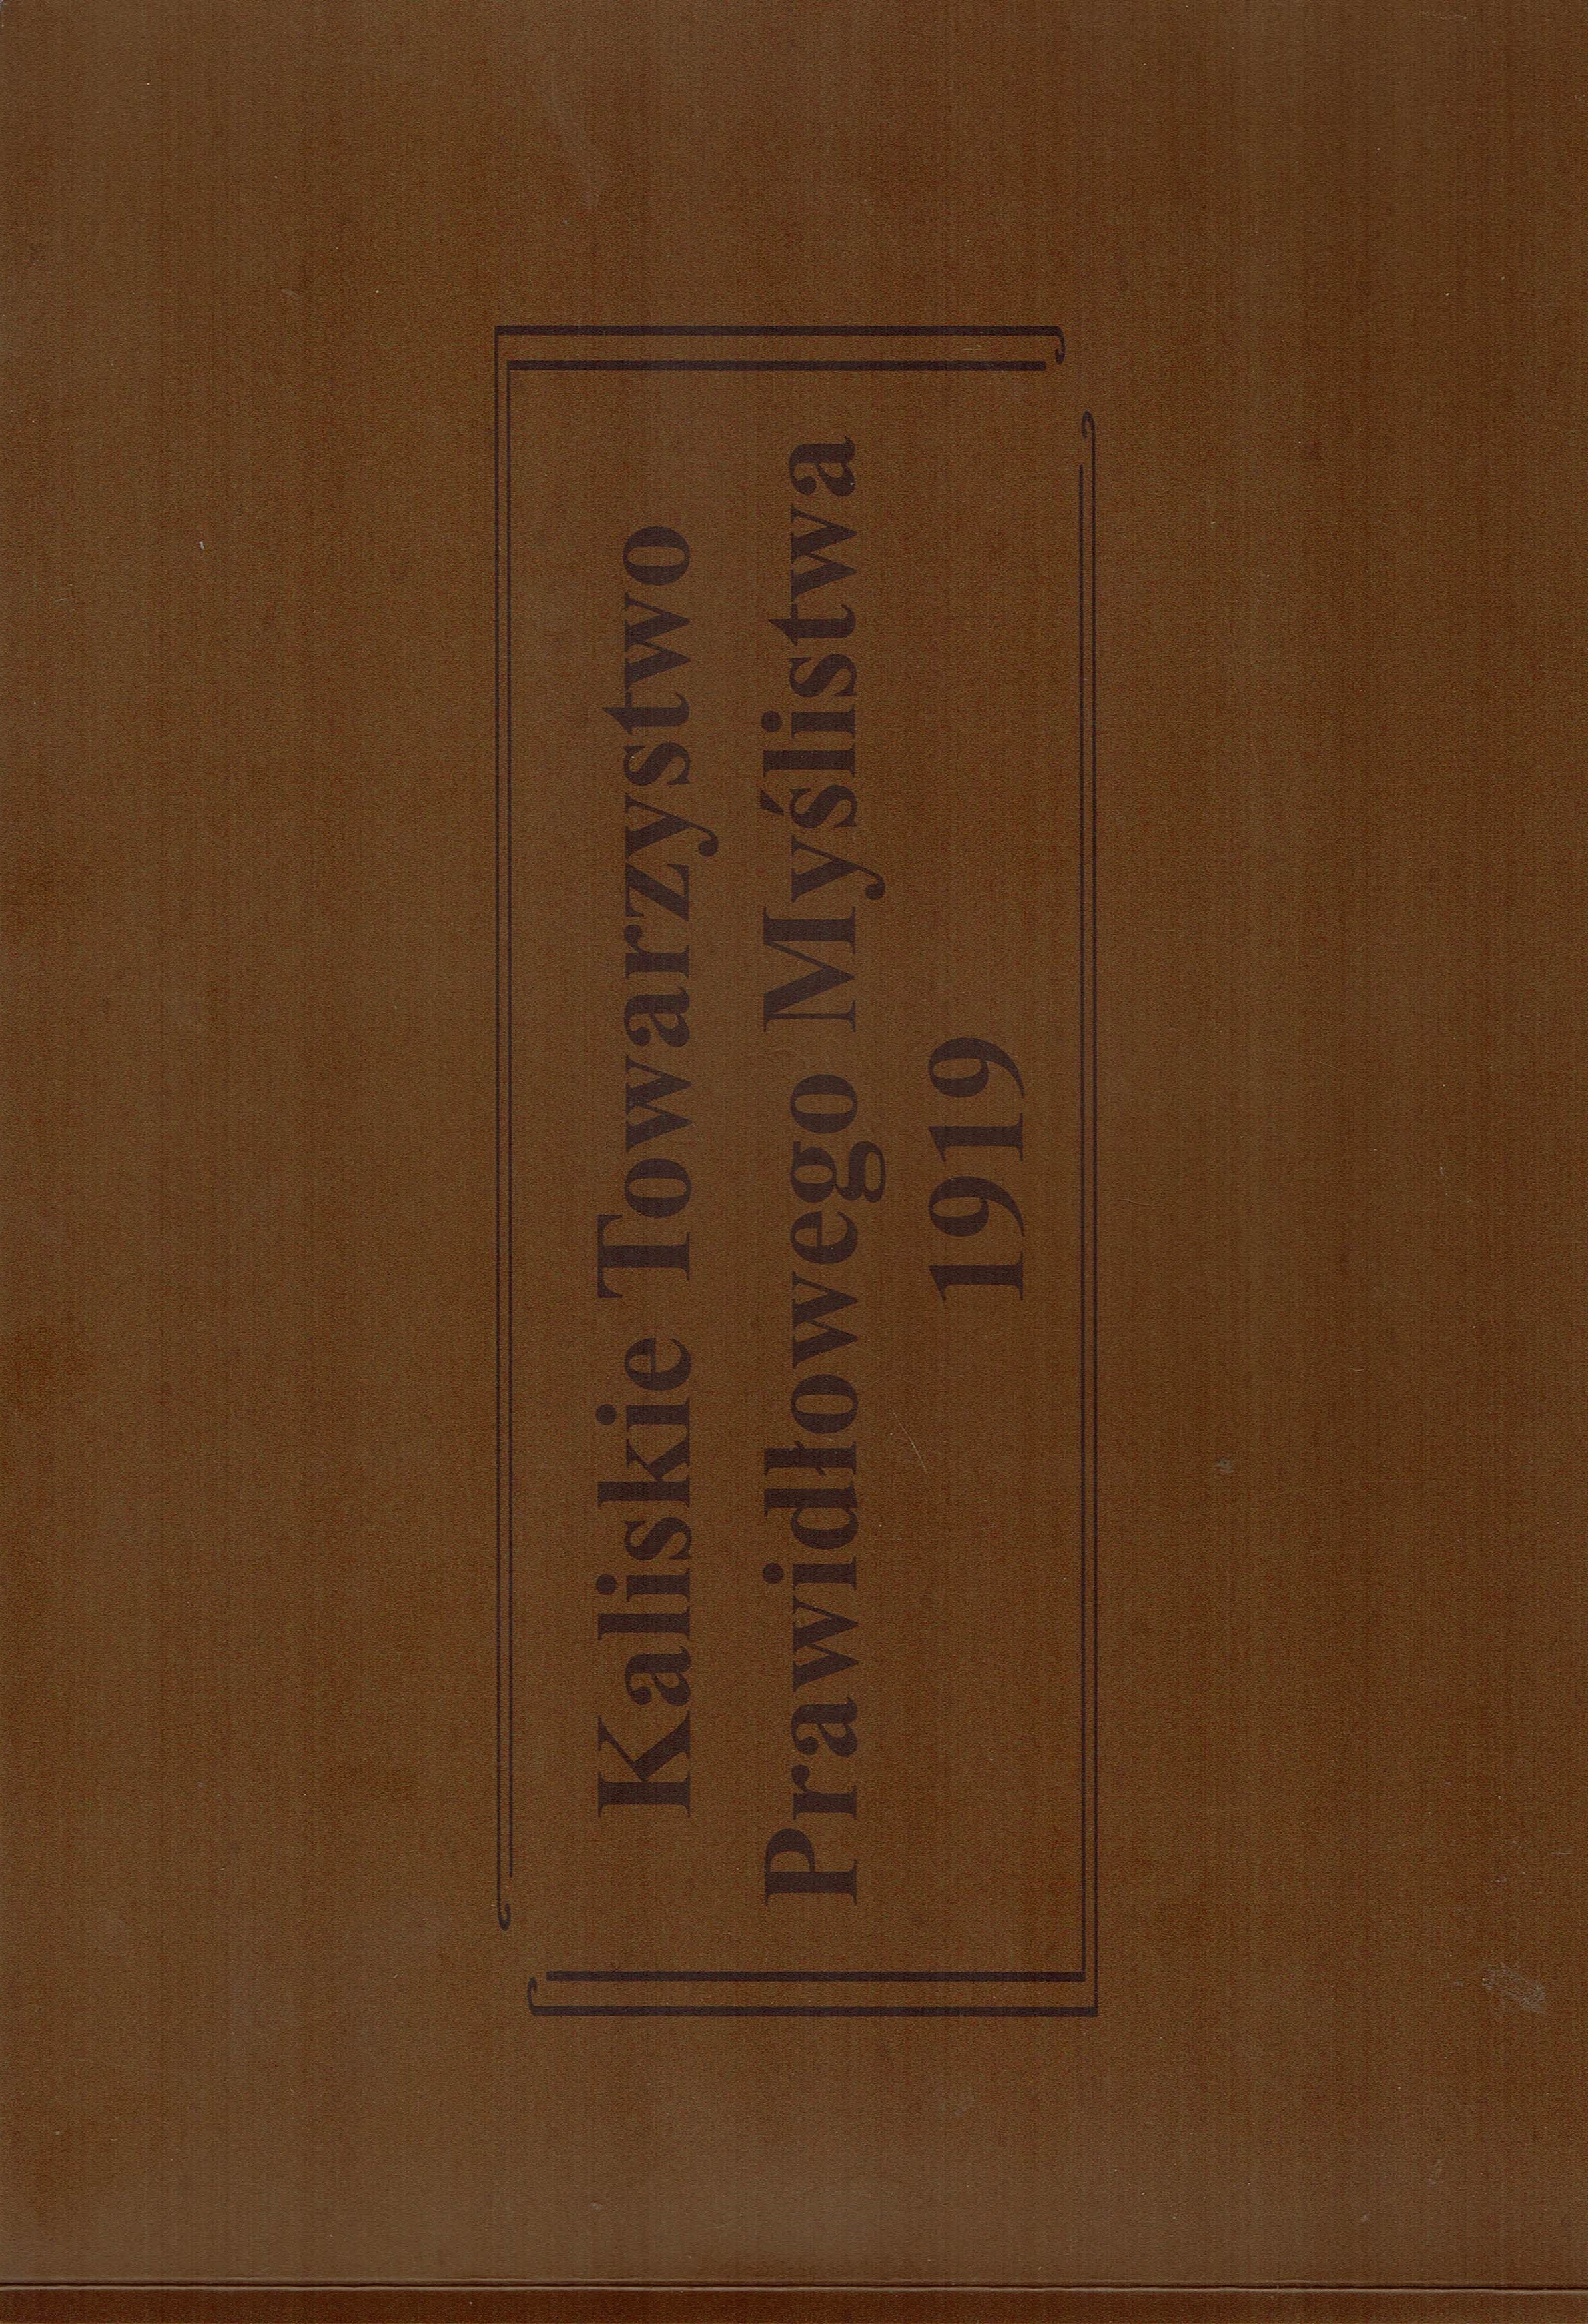 Kaliskie Towarzystwo
Prawidłowego Myślistwa
1919